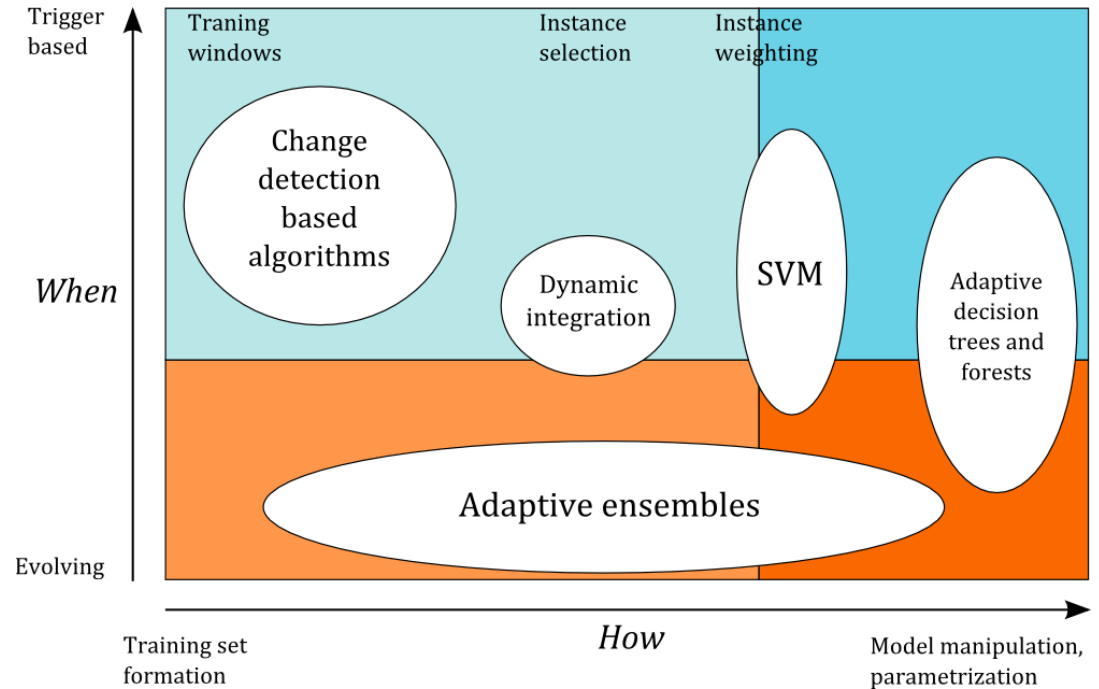 Trigger
based
Traning
windows
Instance
selection
Instance
weighting
Change
detection
based
algorithms
When
Dynamic
integration
SVM
Adaptive
decision
trees and
forests
Adaptive ensembles
Evolving
How
Training set
formation
Model manipulation,
parametrization